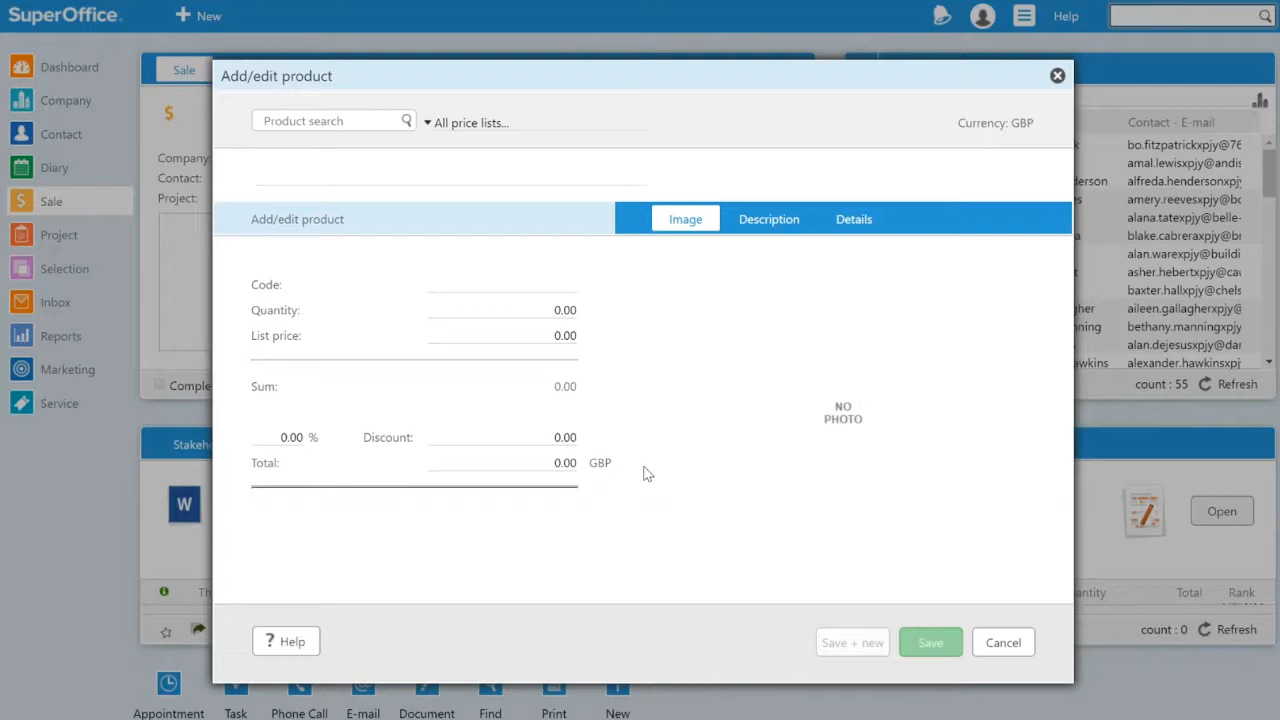 SuperOffice
New
Help
Dashboard
Company
Contact
Diary
Sale
Project
Selection
Inbox
Reports
Marketing
Service
Sale
Company:
Contact:
Project:
Add/edit product
Product search
All price lists...
Currency: GBP
Add/edit product
Image
Description
Details
Code:
Quantity: 0.00
List price: 0.00
Sum: 0.00
0.00 % Discount: 0.00
Total: 0.00 GBP
NO
PHOTO
? Help
Save + new
Save
Cancel
Contact - E-mail
bo.fitzpatrickxpjy@76
amal.lewisxpjy@andis
alfreda.hendersonxpjy
amery.reevesxpjy@bo
alana.tatexpjy@belle-
blake.cabreraxpjy@br
alan.warexpjy@buildi
asher.hebertxpjy@cau
baxter.hallxpjy@chels
aileen.gallagherxpjy@
bethany.manningxpjy
alan.dejesusxpjy@dar
alexander.hawkinsxpj
count : 55
Refresh
W
Open
Total
Rank
count : 0
Refresh
Appointment
Task
Phone Call
E-mail
Document
Find
Print
New